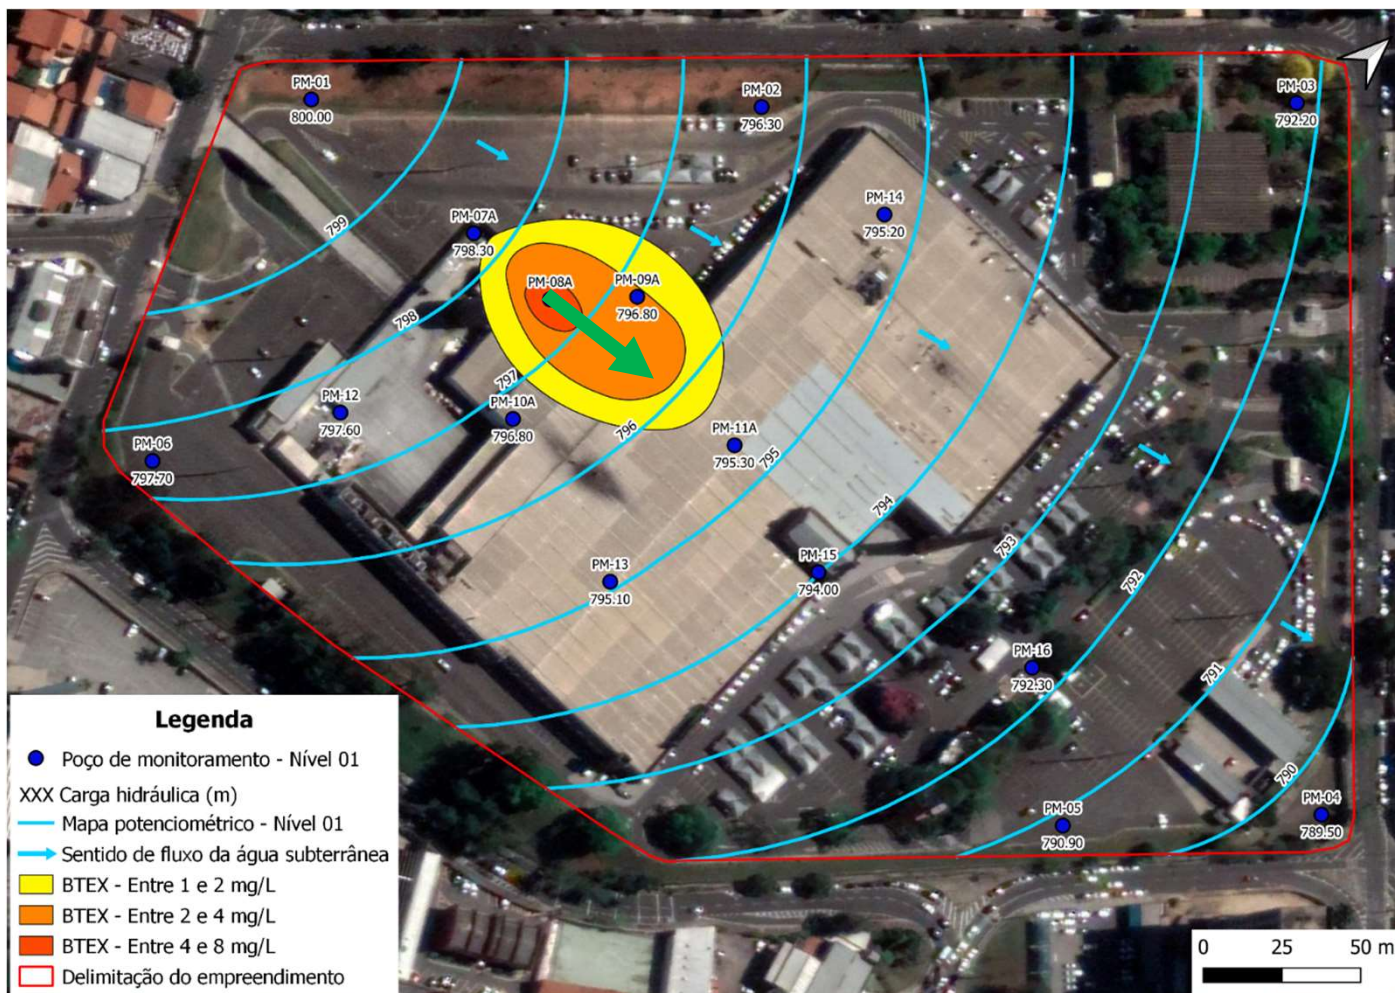 PM-01
800.00
PM-02
796.30
PM-03
792.20
PM-14
795.20
PM-07A
798.30
799
PM-08A
PM-09A
796.80
798
797
PM-10A
796.80
PM-12
797.60
796
PM-11A
795.30
795
PM-06
797.70
794
793
PM-15
794.00
792
PM-13
795.10
PM-16
792.30
791
790
PM-05
790.90
PM-04
789.50
Legenda
Poço de monitoramento - Nível 01
XXX Carga hidráulica (m)
Mapa potenciométrico - Nível 01
Sentido de fluxo da água subterrânea
BTEX - Entre 1 e 2 mg/L
BTEX - Entre 2 e 4 mg/L
BTEX - Entre 4 e 8 mg/L
Delimitação do empreendimento
0 25 50 m